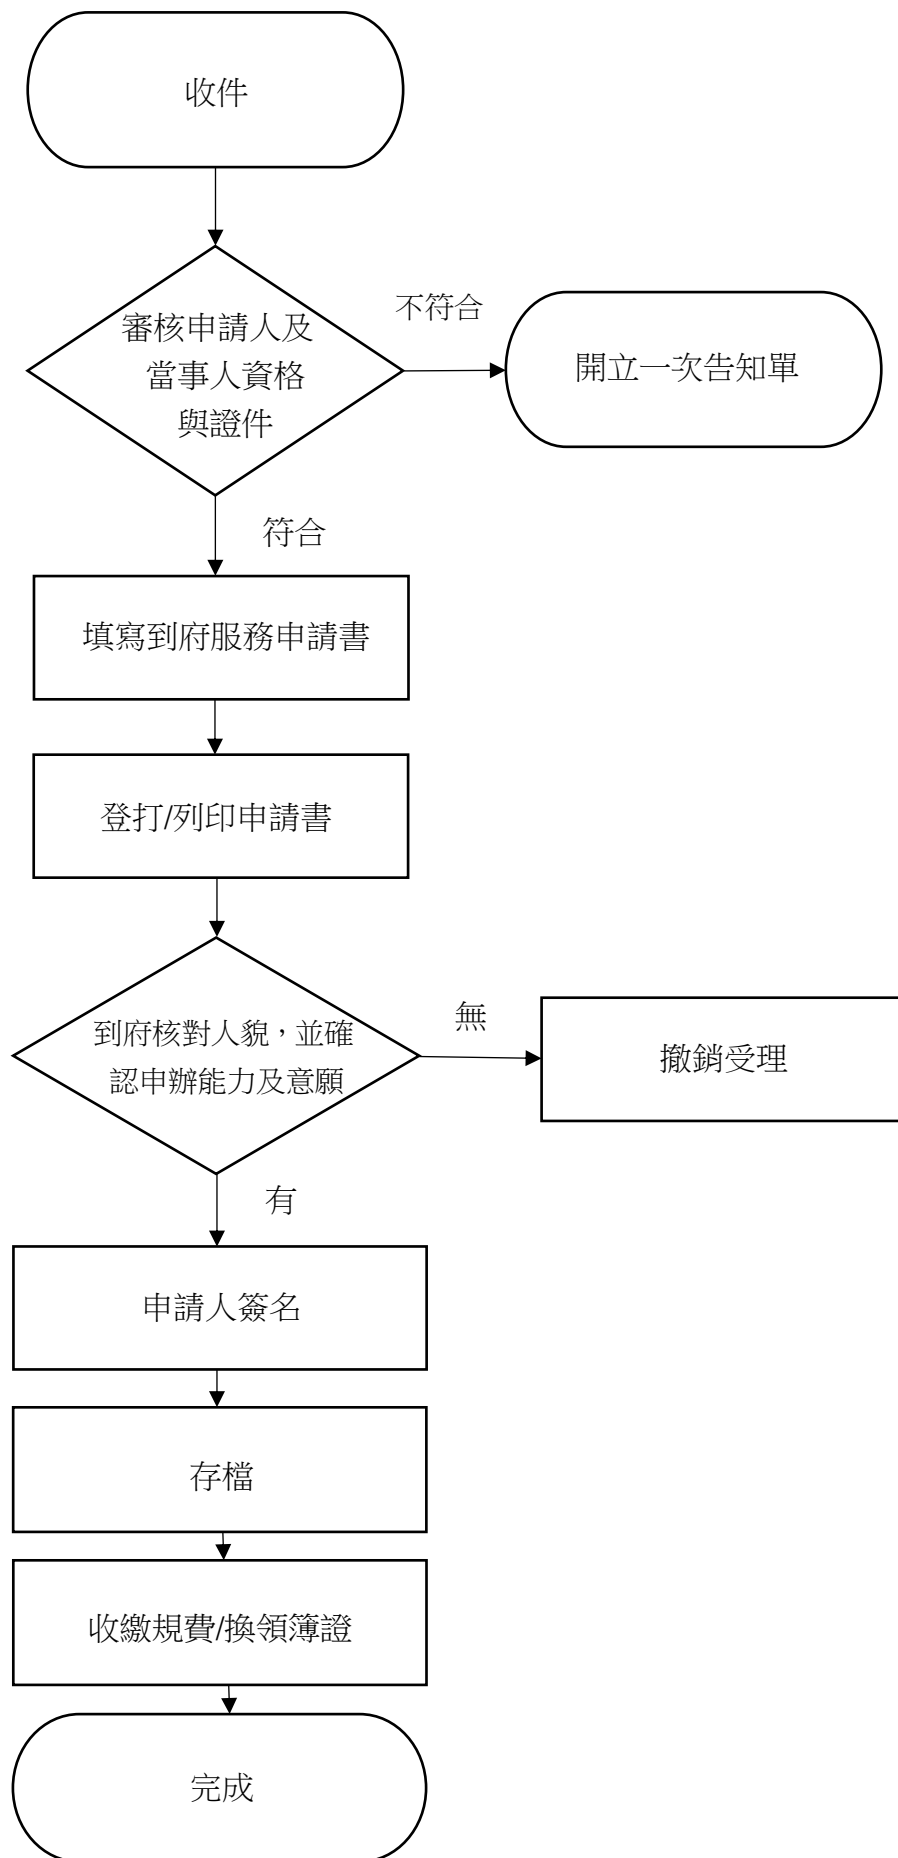 收件
不符合
審核申請人及
當事人資格
與證件
開立一次告知單
符合
填寫到府服務申請書
登打/列印申請書
到府核對人貌，並確
認申辦能力及意願
無
撤銷受理
有
申請人簽名
存檔
收繳規費/換領簿證
完成